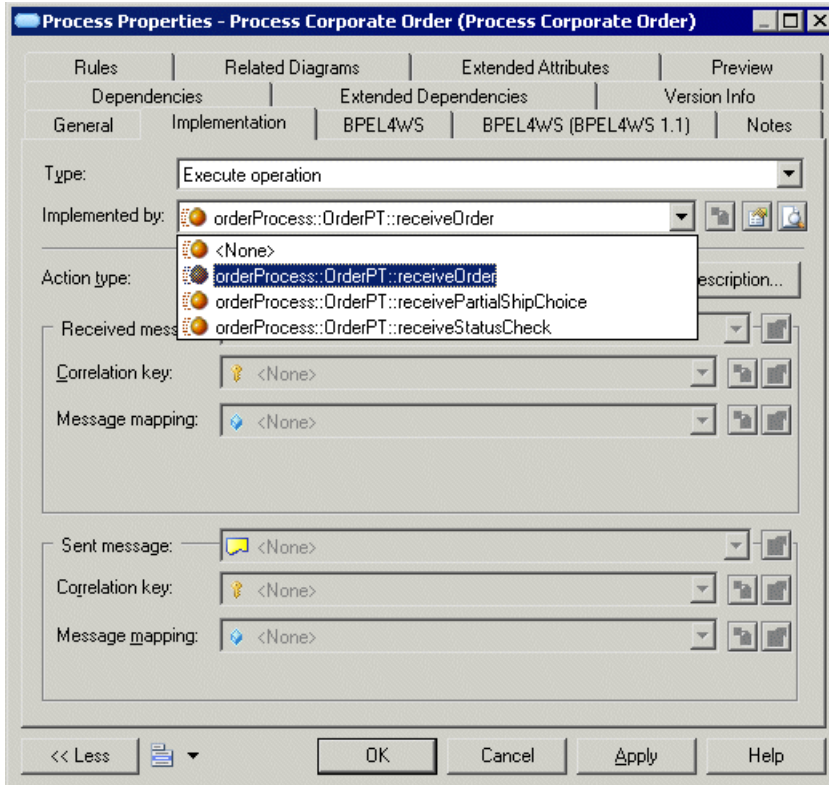 Process Properties - Process Corporate Order (Process Corporate Order)
Rules Related Diagrams Extended Attributes Preview
Dependencies Extended Dependencies Version Info
General Implementation BPEL4WS BPEL4WS (BPEL4WS 1.1) Notes
Type: Execute operation
Implemented by: orderProcess::OrderPT::receiveOrder
<None>
Action type: orderProcess::OrderPT::receiveOrder escription...
orderProcess::OrderPT::receivePartialShipChoice
Received mess orderProcess::OrderPT::receiveStatusCheck
Correlation key: <None>
Message mapping: <None>
Sent message: <None>
Correlation key: <None>
Message mapping: <None>
<< Less OK Cancel Apply Help